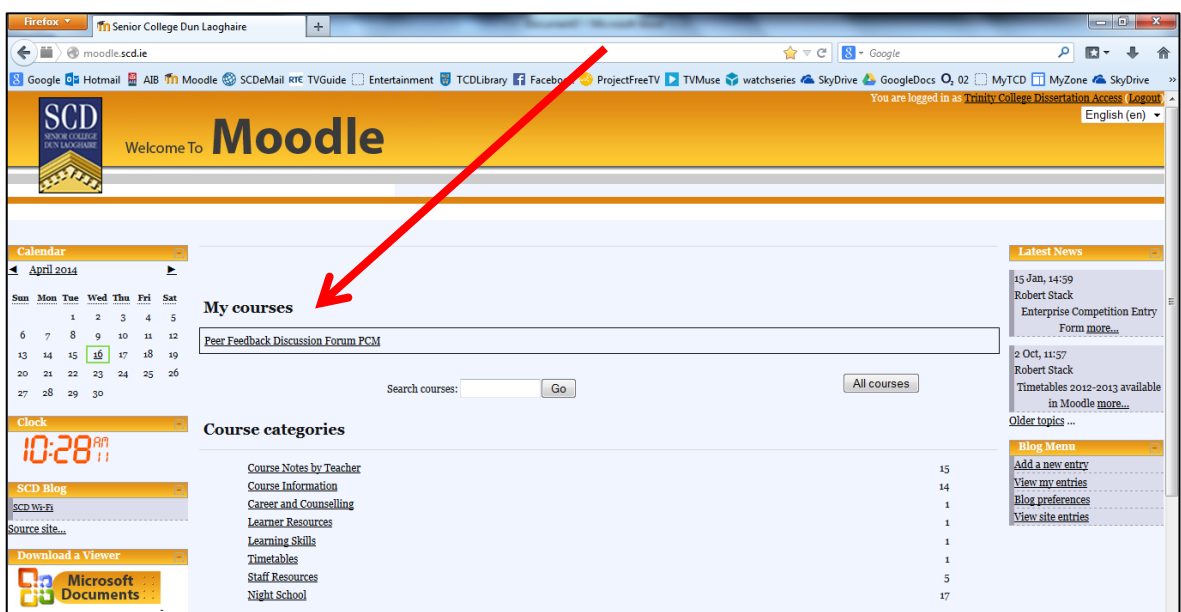 Firefox
Senior College Dun Laoghaire
moodle.scd.ie
Google
Google Hotmail AIB Moodle SCDeMail RTE TVGuide Entertainment TCDLibrary Facebook ProjectFreeTV TVMuse watchseries SkyDrive GoogleDocs O2 02 MyTCD MyZone SkyDrive »
You are logged in as Trinity College Dissertation Access (Logout)
English (en)
SCD
SENIOR COLLEGE
DUN LAOGHAIRE
Welcome To Moodle
Calendar
April 2014
Sun Mon Tue Wed Thu Fri Sat
1 2 3 4 5
6 7 8 9 10 11 12
13 14 15 16 17 18 19
20 21 22 23 24 25 26
27 28 29 30
Clock
10:28 AM 11
SCD Blog
SCD Wi-Fi
Source site...
Download a Viewer
Microsoft
Documents
My courses
Peer Feedback Discussion Forum PCM
Search courses: Go All courses
Course categories
Course Notes by Teacher 15
Course Information 14
Career and Counselling 1
Learner Resources 1
Learning Skills 1
Timetables 1
Staff Resources 5
Night School 17
Latest News
15 Jan, 14:59
Robert Stack
Enterprise Competition Entry
Form more...
2 Oct, 11:57
Robert Stack
Timetables 2012-2013 available
in Moodle more...
Older topics ...
Blog Menu
Add a new entry
View my entries
Blog preferences
View site entries